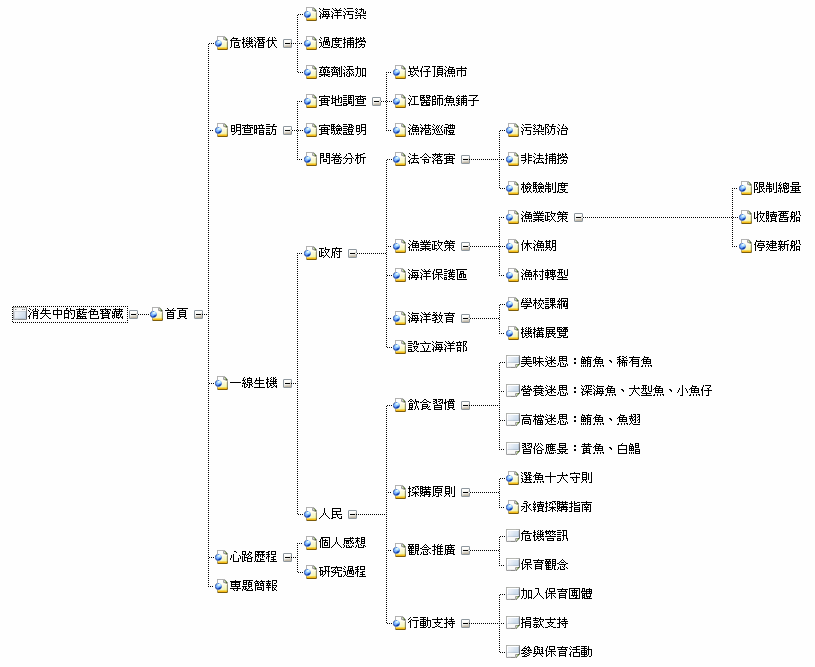 消失中的藍色寶藏
首頁
危機潛伏
海洋污染
過度捕撈
藥劑添加
明查暗訪
實地調查
崁仔頂漁市
江醫師魚鋪子
漁港巡禮
實驗證明
問卷分析
一線生機
政府
法令落實
污染防治
非法捕撈
檢驗制度
漁業政策
漁業政策
限制總量
收購舊船
停建新船
休漁期
漁村轉型
海洋保護區
海洋教育
學校課綱
機構展覽
設立海洋部
人民
飲食習慣
美味迷思：鮪魚、稀有魚
營養迷思：深海魚、大型魚、小魚仔
高檔迷思：鮪魚、魚翅
習俗應景：黃魚、白鯧
採購原則
選魚十大守則
永續採購指南
觀念推廣
危機警訊
保育觀念
行動支持
加入保育團體
捐款支持
參與保育活動
心路歷程
個人感想
研究過程
專題簡報